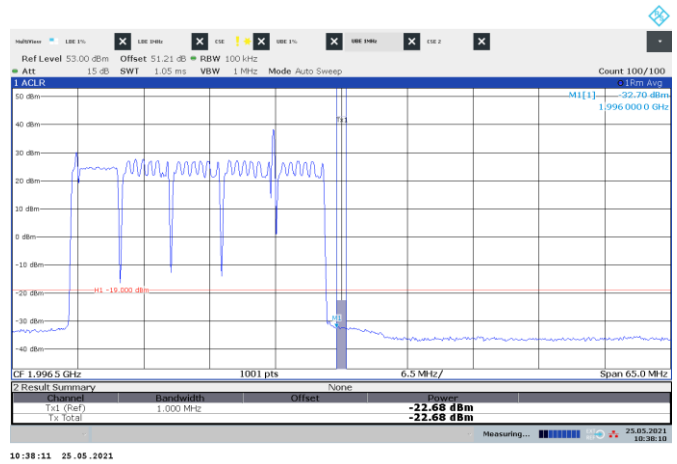 MultiView LBE 1% LBE 1MHz CSE UBE 1% UBE 1MHz CSE 2
Ref Level 53.00 dBm Offset 51.21 dB RBW 100 kHz
Att 15 dB SWT 1.05 ms VBW 1 MHz Mode Auto Sweep Count 100/100
1 ACLR 1Rm Avg
50 dBm M1[1] -32.70 dBm
1.996 000 0 GHz
Tx1
40 dBm
30 dBm
20 dBm
10 dBm
0 dBm
-10 dBm
H1 -19.000 dBm
-20 dBm
-30 dBm M1
-40 dBm
CF 1.9965 GHz 1001 pts 6.5 MHz/ Span 65.0 MHz
2 Result Summary None
Channel Bandwidth Offset Power
Tx1 (Ref) 1.000 MHz -22.68 dBm
Tx Total -22.68 dBm
Measuring... 25.05.2021
10:38:10
10:38:11 25.05.2021